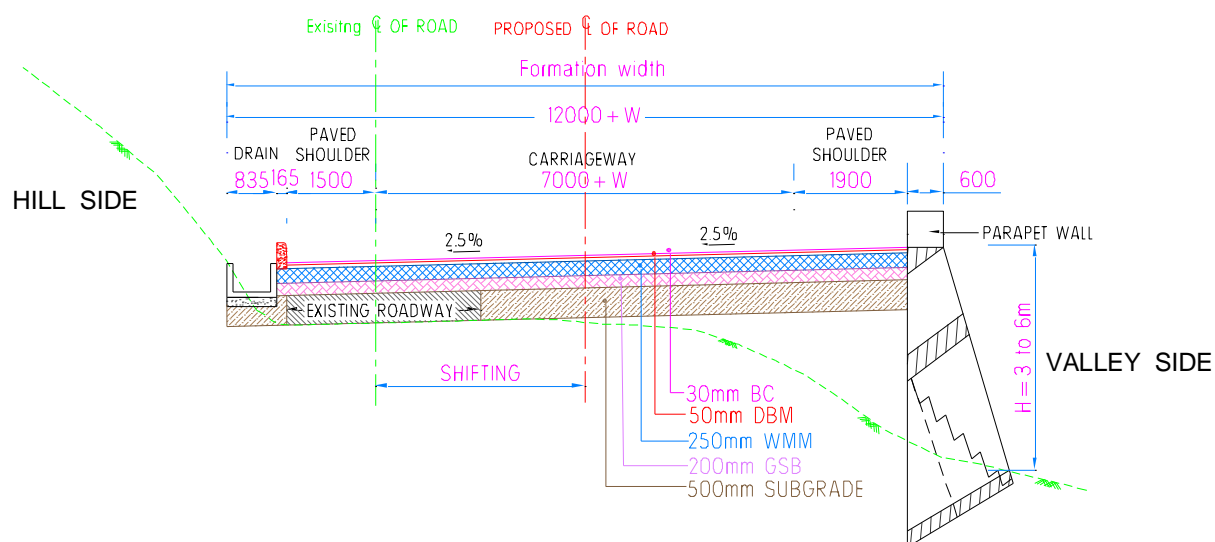 Exisitng ℄ OF ROAD
PROPOSED ℄ OF ROAD
Formation width
12000+W
DRAIN
PAVED
SHOULDER
CARRIAGEWAY
PAVED
SHOULDER
835
165
1500
7000+W
1900
600
HILL SIDE
2.5%
2.5%
PARAPET WALL
EXISTING ROADWAY
SHIFTING
H=3 to 6m
VALLEY SIDE
30mm BC
50mm DBM
250mm WMM
200mm GSB
500mm SUBGRADE